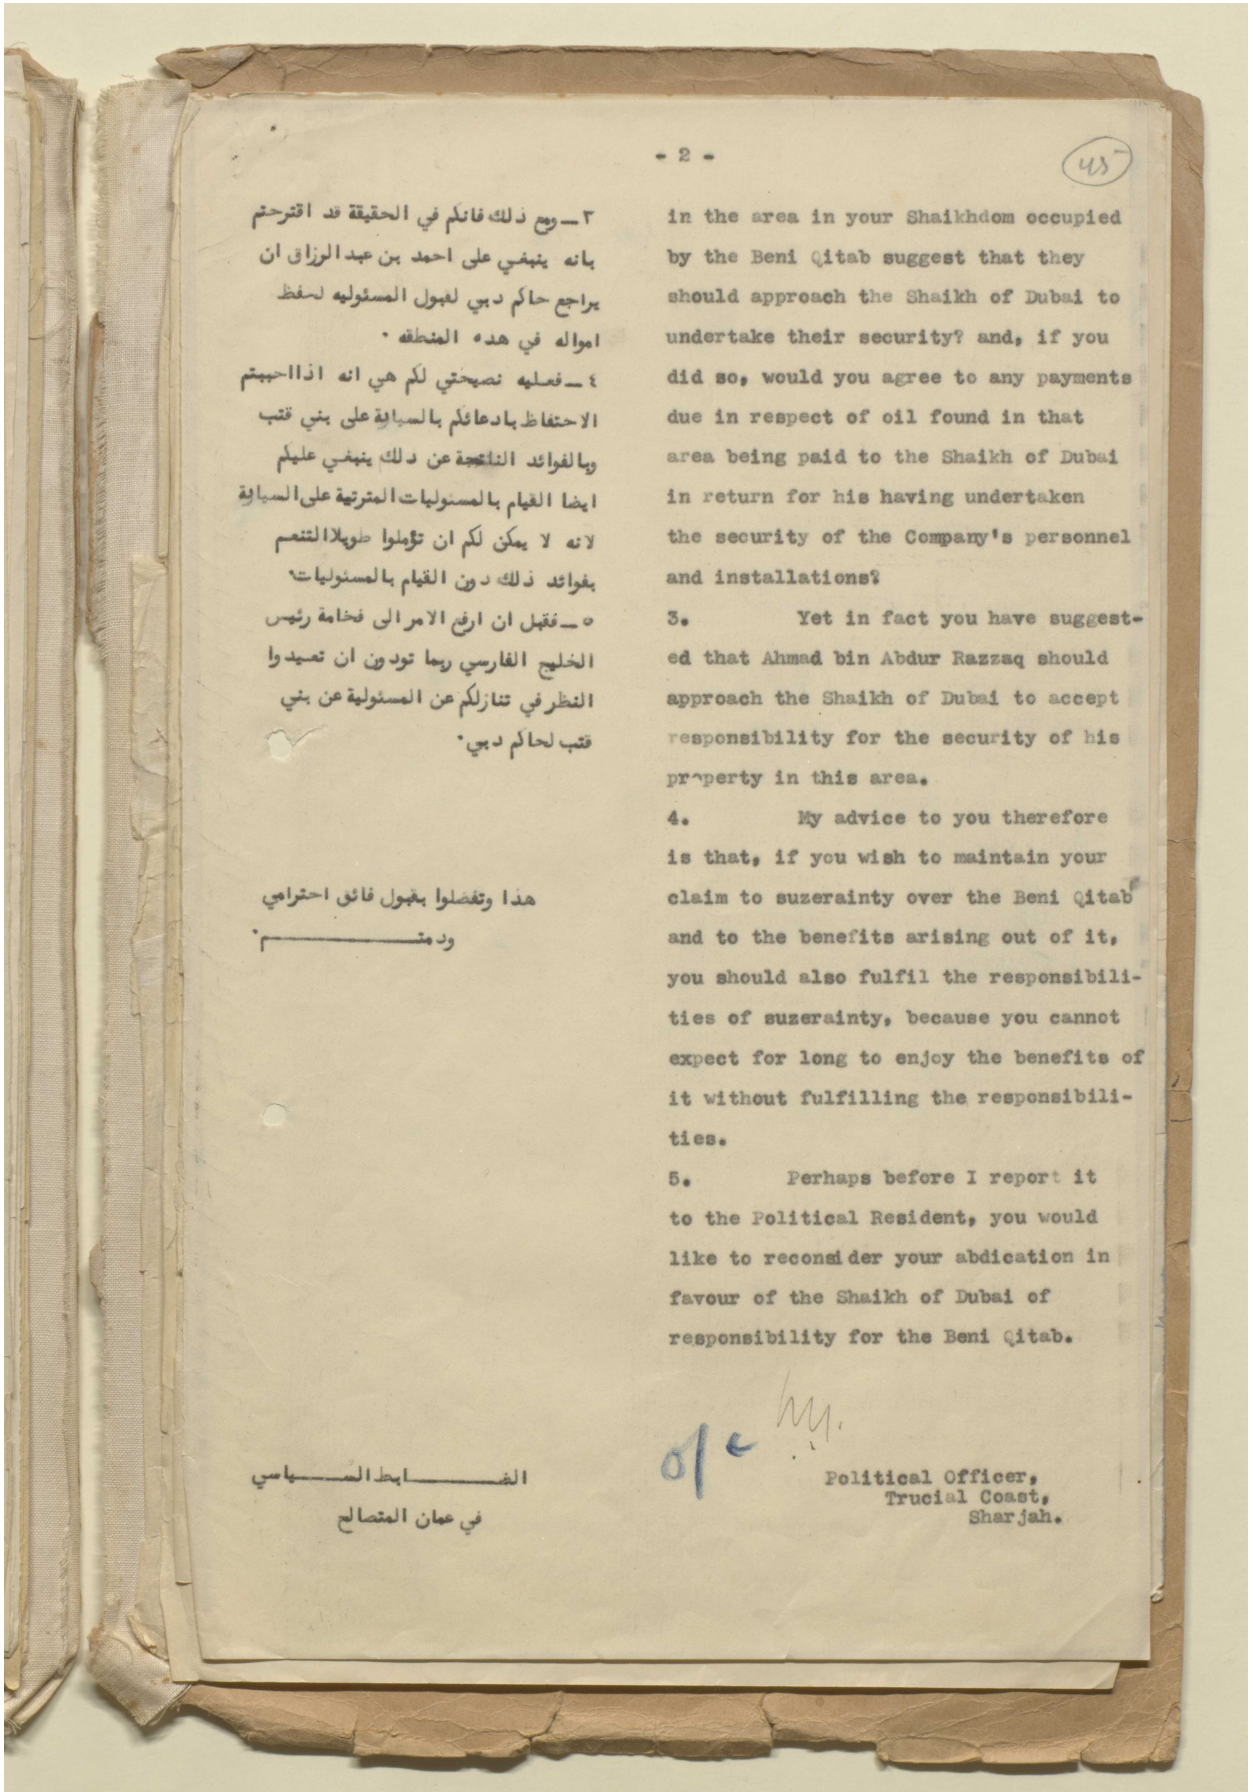 - 2 -
45
٣ــ ومع ذلك فانكم في الحقيقة قد اقترحتم
بانه ينبغي على احمد بن عبد الرزاق ان
يراجع حاكم دبي لقبول المسئوليه لحفظ
امواله في هذه المنطقه ٠
٤ــ فعليه نصيحتي لكم هي انه اذا احببتم
الاحتفاظ بادعائكم بالسيادة على بني قتب
وبالفوائد الناتجة عن ذلك ينبغي عليكم
ايضا القيام بالمسئوليات المترتبة على السيادة
لانه لا يمكن لكم ان تؤملوا طويلا التنعم
بفوائد ذلك دون القيام بالمسئوليات٠
٥ــ فقبل ان ارفع الامر الى فخامة رئيس
الخليج الفارسي ربما تودون ان تعيدوا
النظر في تنازلكم عن المسئولية عن بني
قتب لحاكم دبي٠
هذا وتفضلوا بقبول فائق احترامي
ودمتــــــــــــم٠
الضــــــــابط الســــــياسي
في عمان المتصالح
in the area in your Shaikhdom occupied
by the Beni Qitab suggest that they
should approach the Shaikh of Dubai to
undertake their security? and, if you
did so, would you agree to any payments
due in respect of oil found in that
area being paid to the Shaikh of Dubai
in return for his having undertaken
the security of the Company's personnel
and installations?
3. Yet in fact you have suggest-
ed that Ahmad bin Abdur Razzaq should
approach the Shaikh of Dubai to accept
responsibility for the security of his
property in this area.
4. My advice to you therefore
is that, if you wish to maintain your
claim to suzerainty over the Beni Qitab
and to the benefits arising out of it,
you should also fulfil the responsibili-
ties of suzerainty, because you cannot
expect for long to enjoy the benefits of
it without fulfilling the responsibili-
ties.
5. Perhaps before I report it
to the Political Resident, you would
like to reconsider your abdication in
favour of the Shaikh of Dubai of
responsibility for the Beni Qitab.
o/c
Political Officer,
Trucial Coast,
Sharjah.